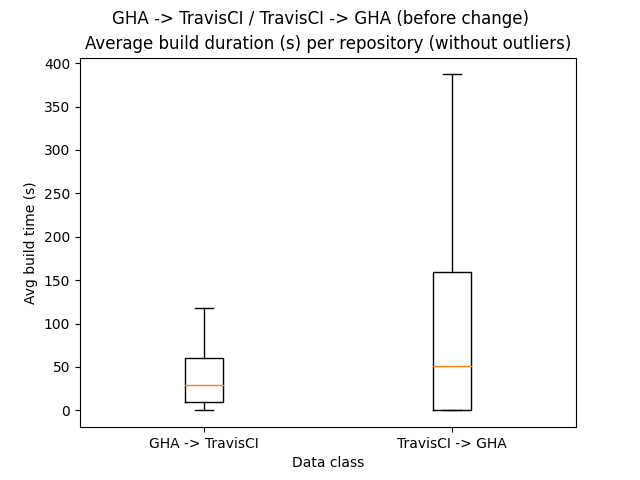 GHA -> TravisCI / TravisCI -> GHA (before change)
Average build duration (s) per repository (without outliers)
400
350
300
250
200
150
100
50
0
Avg build time (s)
GHA -> TravisCI
TravisCI -> GHA
Data class